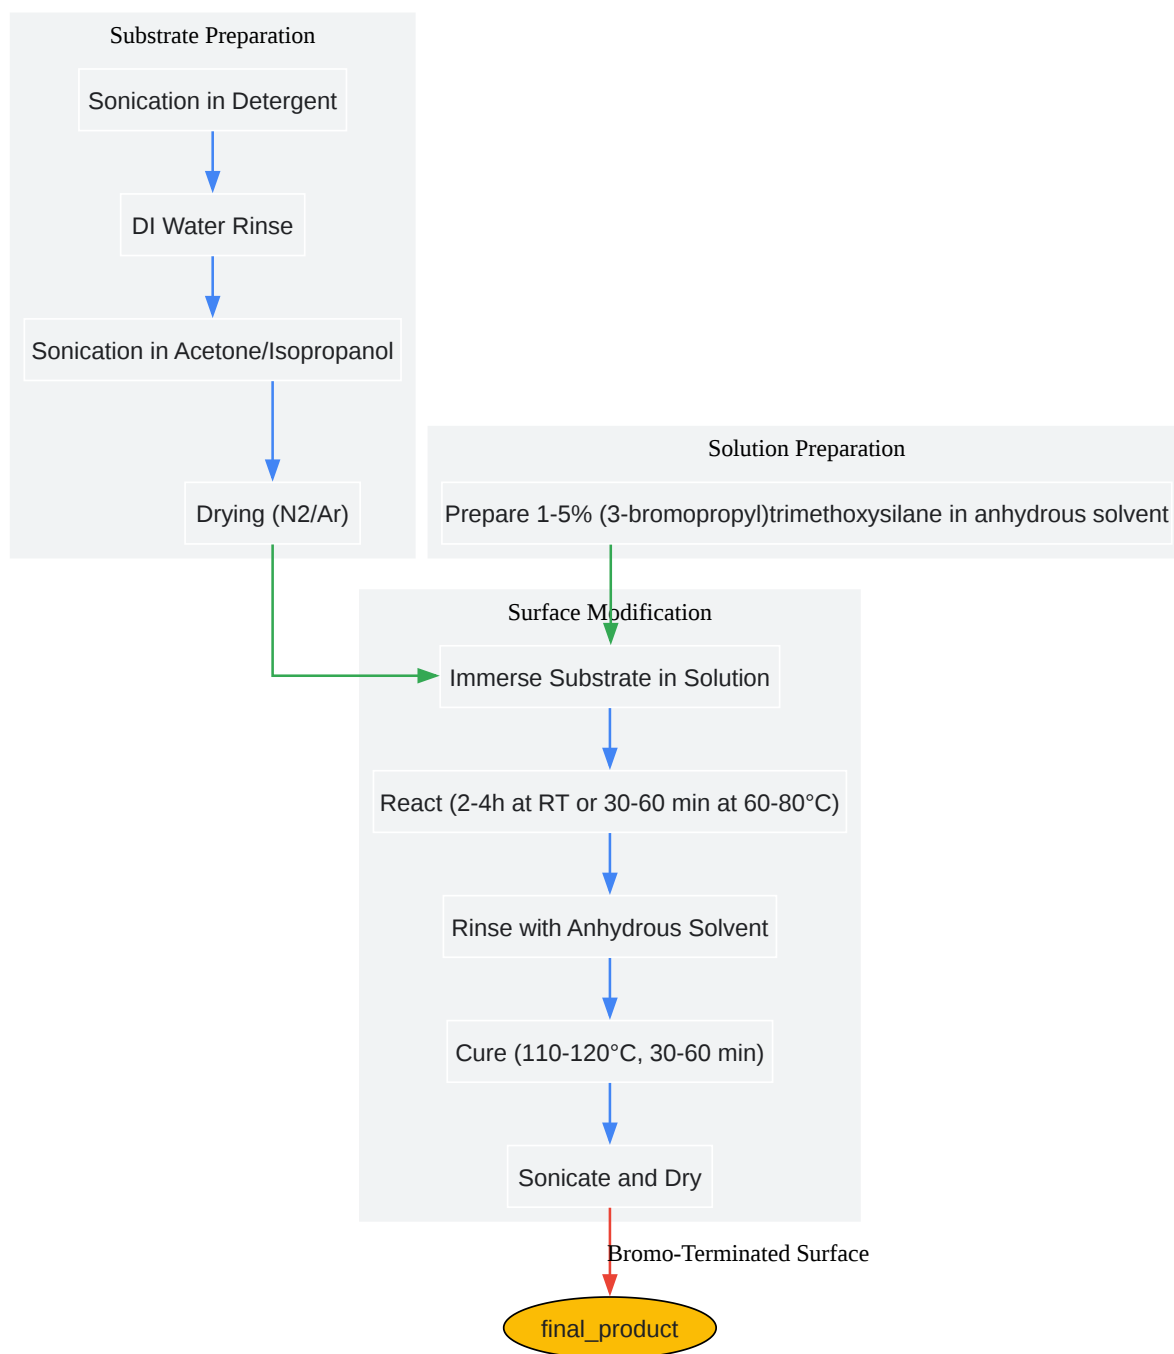 Substrate Preparation
Sonication in Detergent
DI Water Rinse
Sonication in Acetone/Isopropanol
Drying (N2/Ar)
Solution Preparation
Prepare 1-5% (3-bromopropyl)trimethoxysilane in anhydrous solvent
Surface Modification
Immerse Substrate in Solution
React (2-4h at RT or 30-60 min at 60-80°C)
Rinse with Anhydrous Solvent
Cure (110-120°C, 30-60 min)
Sonicate and Dry
Bromo-Terminated Surface
final_product